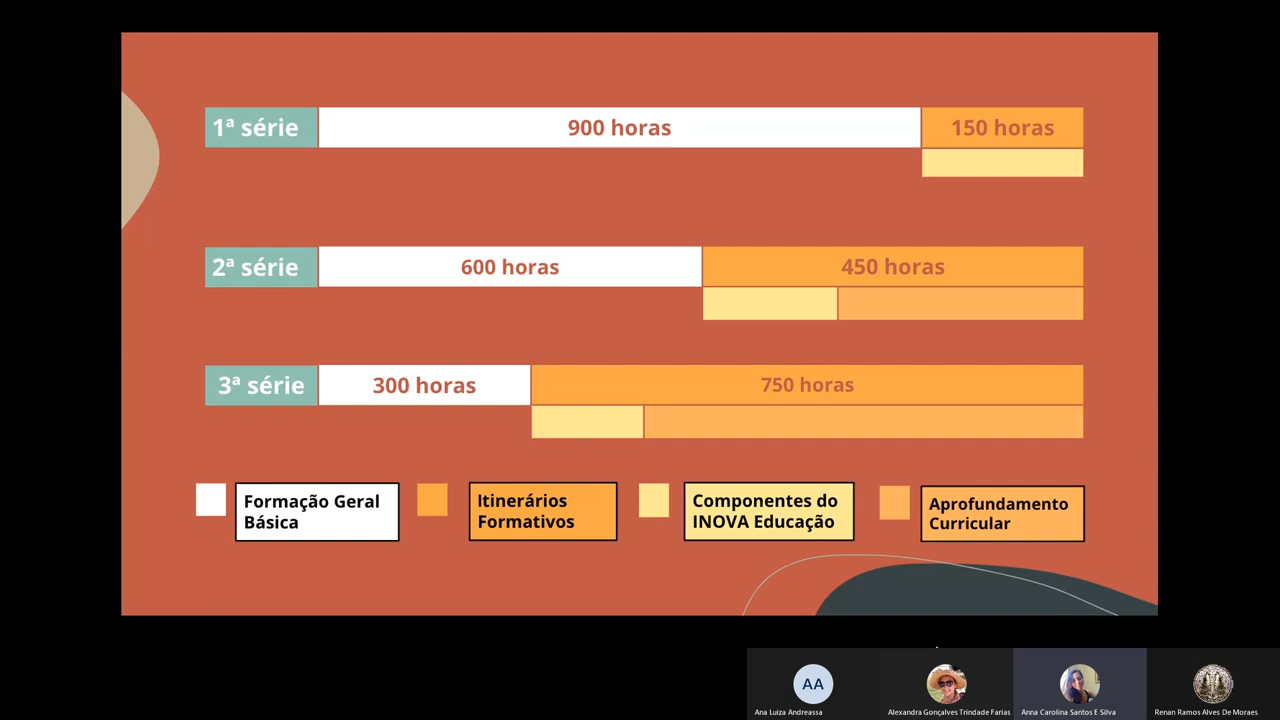 1ª série
900 horas
150 horas
2ª série
600 horas
450 horas
3ª série
300 horas
750 horas
Formação Geral
Básica
Itinerários
Formativos
Componentes do
INOVA Educação
Aprofundamento
Curricular
AA
Ana Luiza Andreassa
Alexandra Gonçalves Trindade Farias
Anna Carolina Santos E Silva
Renan Ramos Alves De Moraes